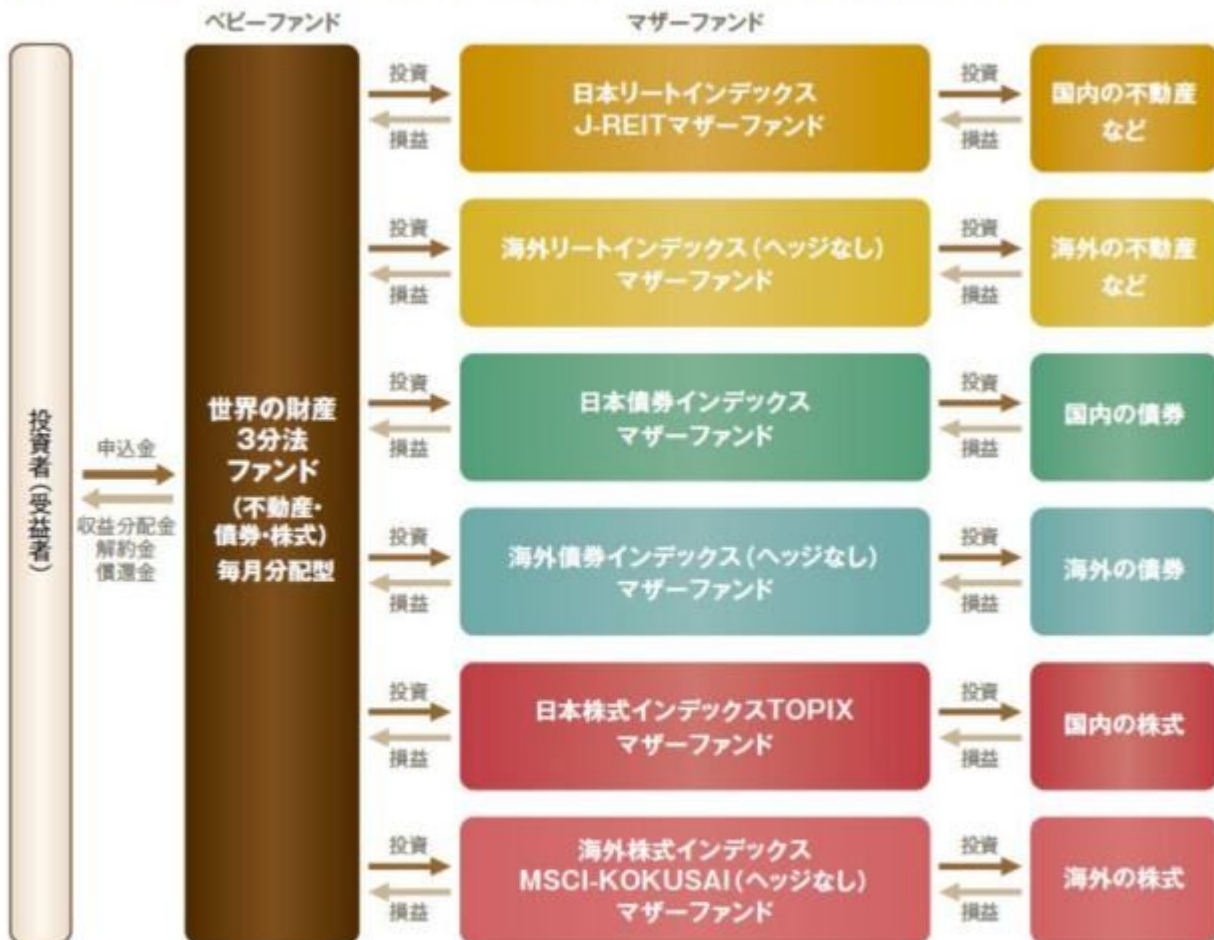 ベビーファンド
マザーファンド
投資者(受益者)
申込金
収益分配金
解約金
償還金
世界の財産
3分法
ファンド
(不動産・
債券・株式)
毎月分配型
投資
損益
日本リートインデックス
J-REITマザーファンド
投資
損益
国内の不動産
など
投資
損益
海外リートインデックス(ヘッジなし)
マザーファンド
投資
損益
海外の不動産
など
投資
損益
日本債券インデックス
マザーファンド
投資
損益
国内の債券
投資
損益
海外債券インデックス(ヘッジなし)
マザーファンド
投資
損益
海外の債券
投資
損益
日本株式インデックスTOPIX
マザーファンド
投資
損益
国内の株式
投資
損益
海外株式インデックス
MSCI-KOKUSAI(ヘッジなし)
マザーファンド
投資
損益
海外の株式